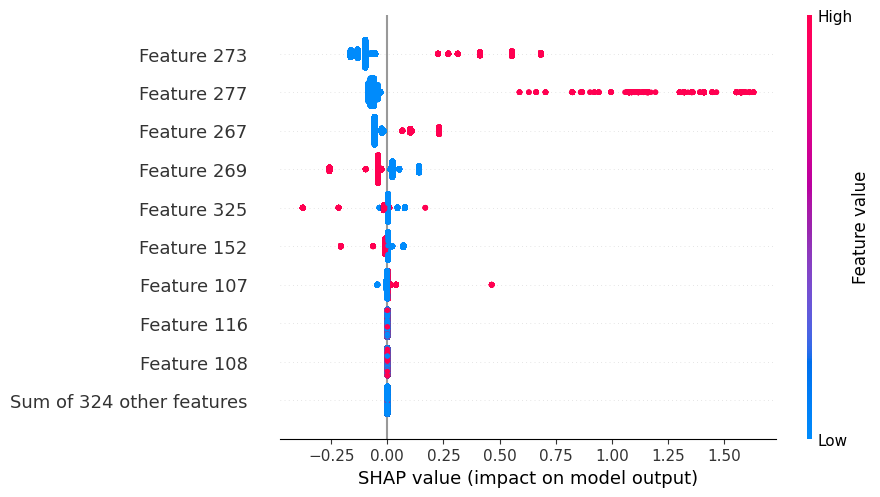 High
Feature 273
Feature 277
Feature 267
Feature 269
Feature 325
Feature 152
Feature 107
Feature 116
Feature 108
Sum of 324 other features
Feature value
Low
−0.25 0.00 0.25 0.50 0.75 1.00 1.25 1.50
SHAP value (impact on model output)